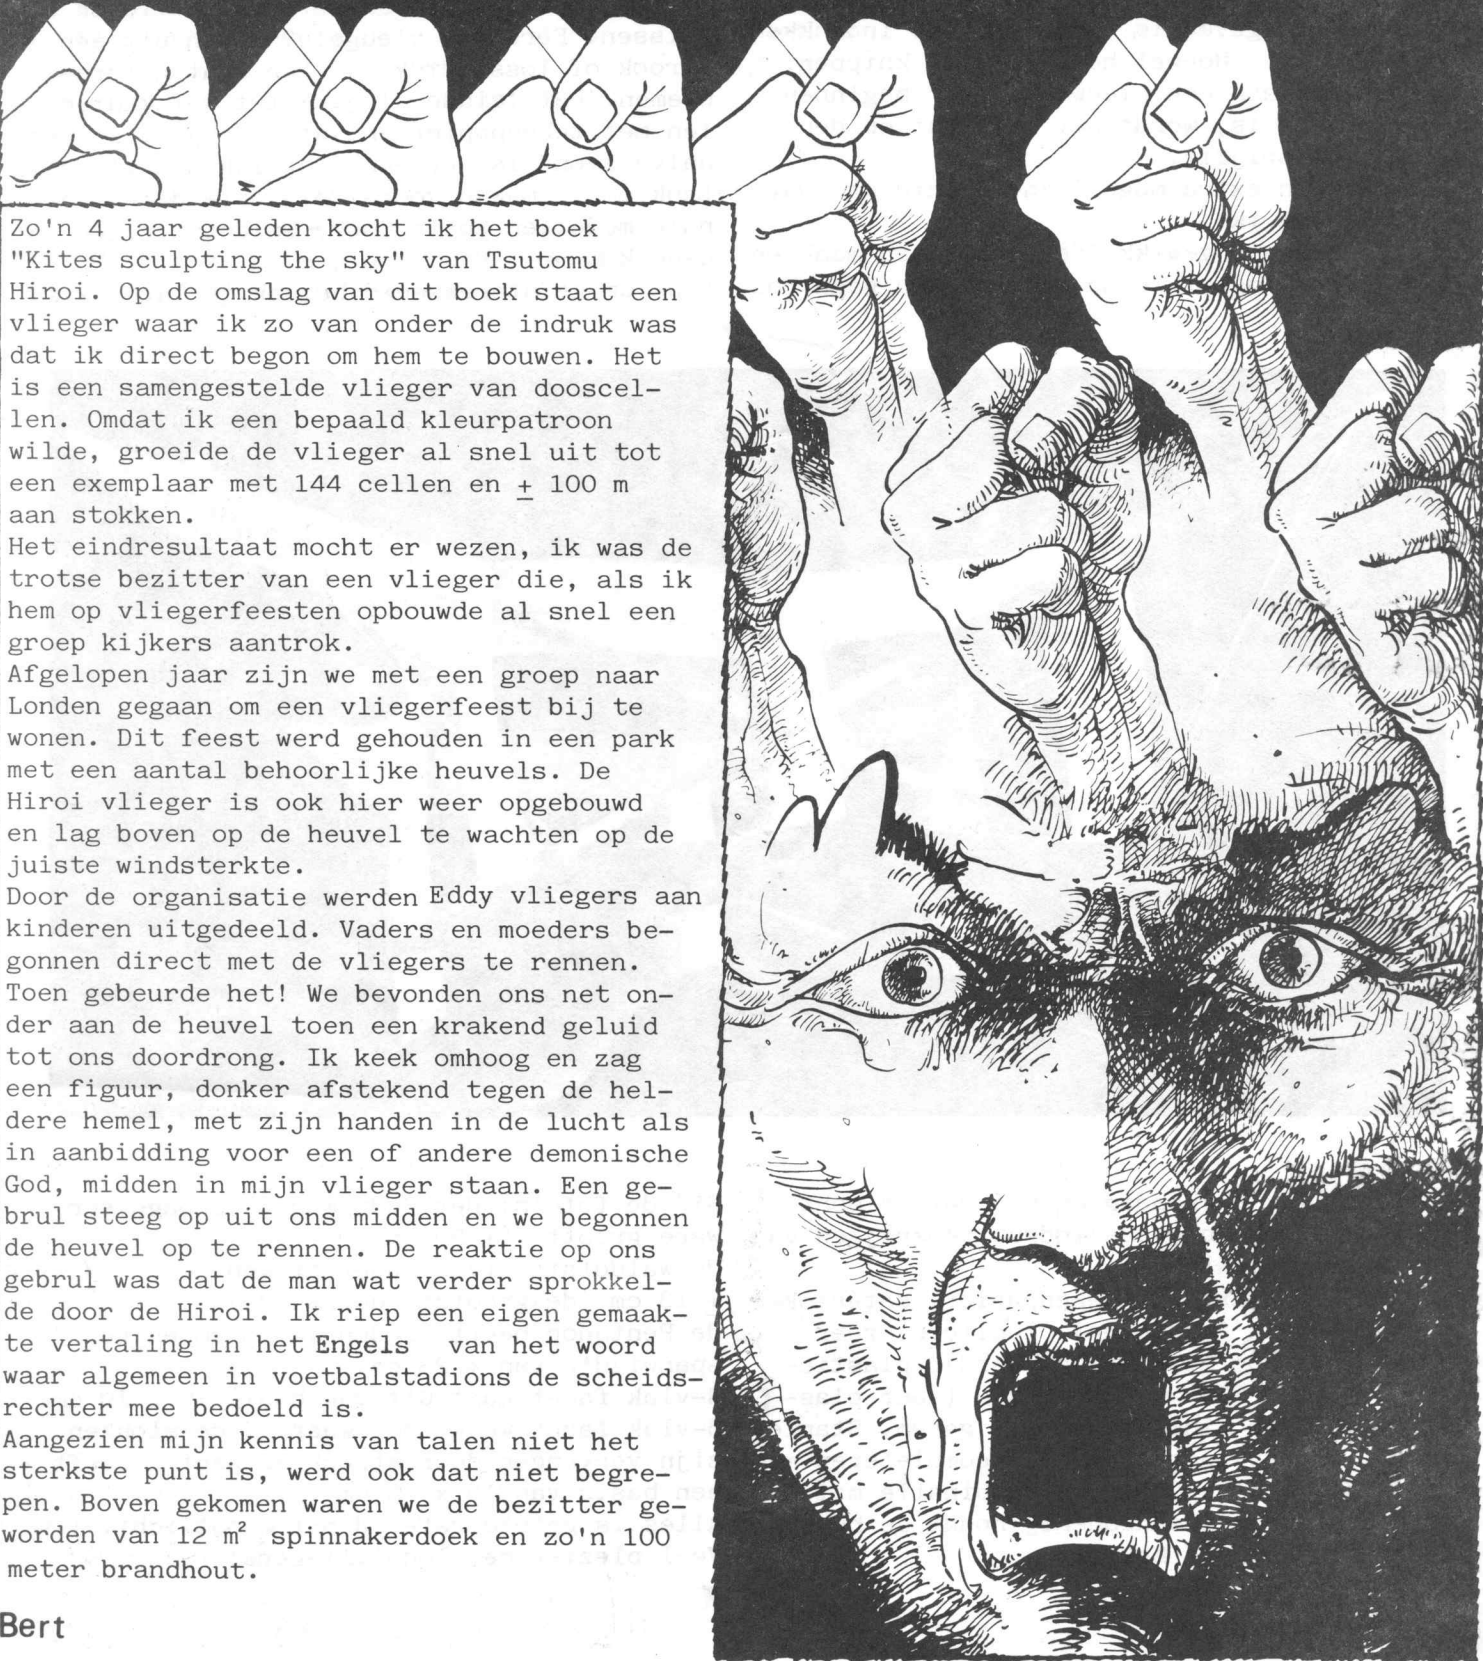 Zo'n 4 jaar geleden kocht ik het boek
"Kites sculpting the sky" van Tsutomu
Hiroi. Op de omslag van dit boek staat een
vlieger waar ik zo van onder de indruk was
dat ik direct begon om hem te bouwen. Het
is een samengestelde vlieger van dooscel-
len. Omdat ik een bepaald kleurpatroon
wilde, groeide de vlieger al snel uit tot
een exemplaar met 144 cellen en ± 100 m
aan stokken.
Het eindresultaat mocht er wezen, ik was de
trotse bezitter van een vlieger die, als ik
hem op vliegerfeesten opbouwde al snel een
groep kijkers aantrok.
Afgelopen jaar zijn we met een groep naar
Londen gegaan om een vliegerfeest bij te
wonen. Dit feest werd gehouden in een park
met een aantal behoorlijke heuvels. De
Hiroi vlieger is ook hier weer opgebouwd
en lag boven op de heuvel te wachten op de
juiste windsterkte.
Door de organisatie werden Eddy vliegers aan
kinderen uitgedeeld. Vaders en moeders be-
gonnen direct met de vliegers te rennen.
Toen gebeurde het! We bevonden ons net on-
der aan de heuvel toen een krakend geluid
tot ons doordrong. Ik keek omhoog en zag
een figuur, donker afstekend tegen de hel-
dere hemel, met zijn handen in de lucht als
in aanbidding voor een of andere demonische
God, midden in mijn vlieger staan. Een ge-
brul steeg op uit ons midden en we begonnen
de heuvel op te rennen. De reaktie op ons
gebrul was dat de man wat verder sprokkel-
de door de Hiroi. Ik riep een eigen gemaak-
te vertaling in het Engels van het woord
waar algemeen in voetbalstadions de scheids-
rechter mee bedoeld is.
Aangezien mijn kennis van talen niet het
sterkste punt is, werd ook dat niet begre-
pen. Boven gekomen waren we de bezitter ge-
worden van 12 m² spinnakerdoek en zo'n 100
meter brandhout.
Bert